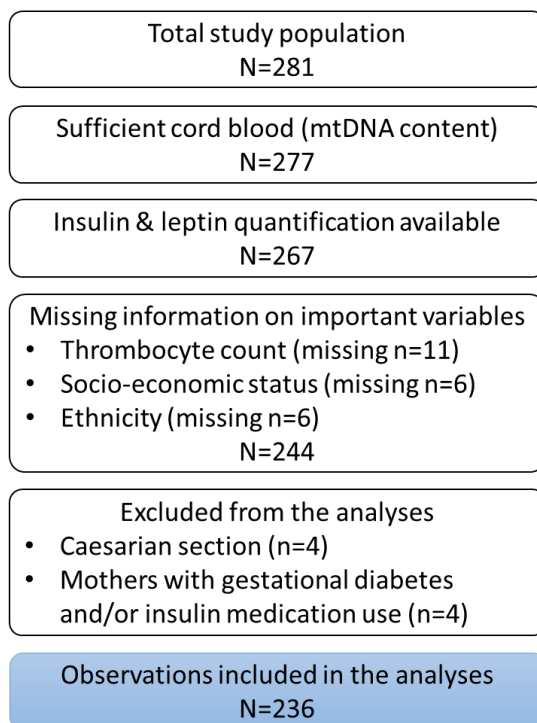 Total study population
N=281
Sufficient cord blood (mtDNA content)
N=277
Insulin & leptin quantification available
N=267
Missing information on important variables
• Thrombocyte count (missing n=11)
• Socio-economic status (missing n=6)
• Ethnicity (missing n=6)
N=244
Excluded from the analyses
• Caesarian section (n=4)
• Mothers with gestational diabetes
and/or insulin medication use (n=4)
Observations included in the analyses
N=236